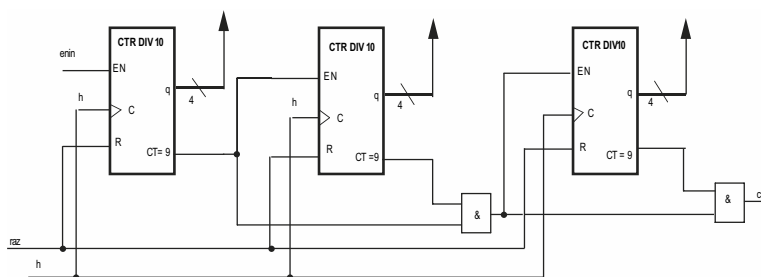 CTR DIV 10
enin
EN
q
4
h
C
R
CT= 9
CTR DIV 10
EN
q
4
h
C
R
CT =9
&
CTR DIV10
EN
q
4
C
R
CT = 9
&
c
raz
h